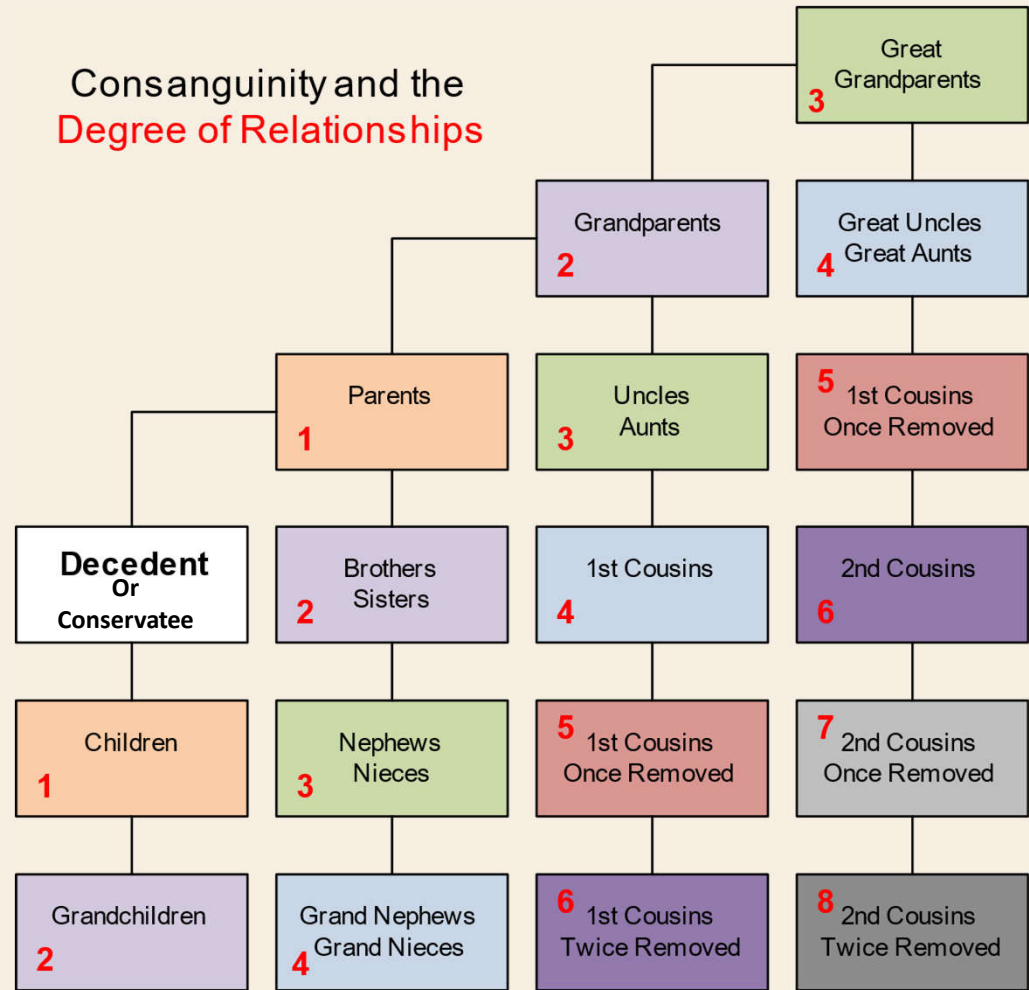 Consanguinity and the
Degree of Relationships
Great
Grandparents
3
Grandparents
2
Great Uncles
Great Aunts
4
Parents
1
Uncles
Aunts
3
5
1st Cousins
Once Removed
Decedent
Or
Conservatee
Brothers
Sisters
2
1st Cousins
4
2nd Cousins
6
Children
1
Nephews
Nieces
3
5
1st Cousins
Once Removed
7
2nd Cousins
Once Removed
Grandchildren
2
Grand Nephews
Grand Nieces
4
6
1st Cousins
Twice Removed
8
2nd Cousins
Twice Removed